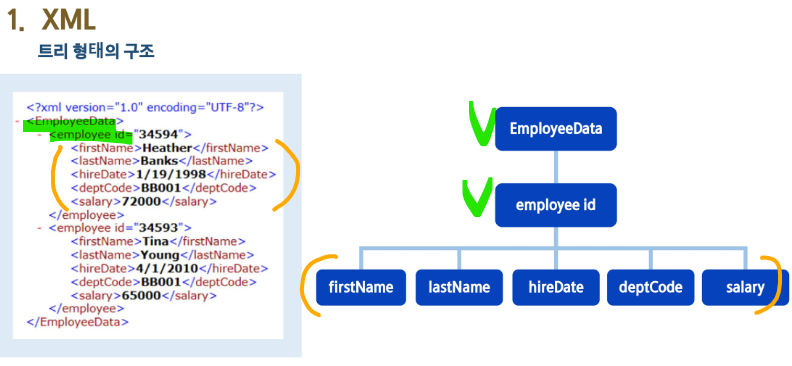 1. XML
트리 형태의 구조
<?xml version="1.0" encoding="UTF-8"?>
- <EmployeeData>
- <employee id="34594">
<firstName>Heather</firstName>
<lastName>Banks</lastName>
<hireDate>1/19/1998</hireDate>
<deptCode>BB001</deptCode>
<salary>72000</salary>
</employee>
- <employee id="34593">
<firstName>Tina</firstName>
<lastName>Young</lastName>
<hireDate>4/1/2010</hireDate>
<deptCode>BB001</deptCode>
<salary>65000</salary>
</employee>
</EmployeeData>
EmployeeData
employee id
firstName lastName hireDate deptCode salary